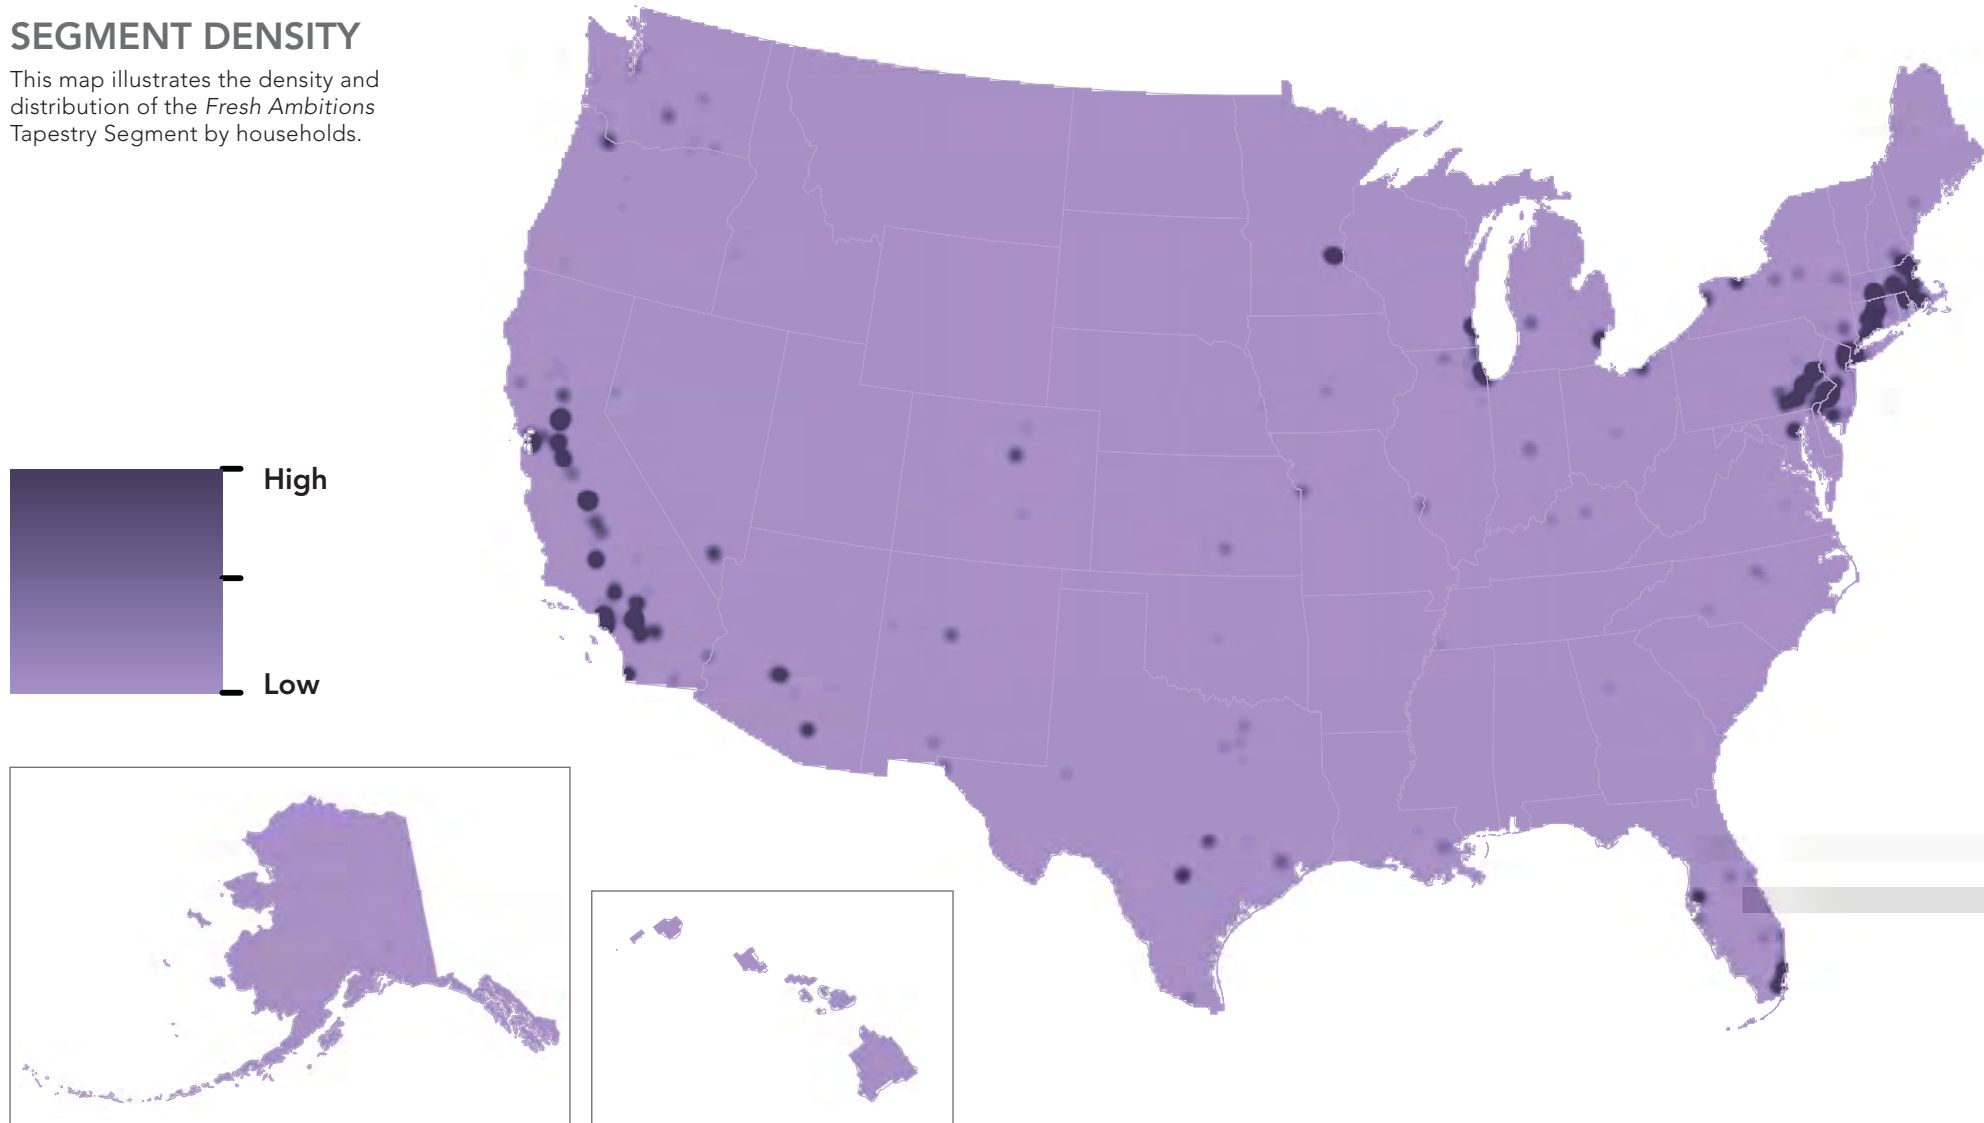 SEGMENT DENSITY
This map illustrates the density and
distribution of the Fresh Ambitions
Tapestry Segment by households.
High
Low